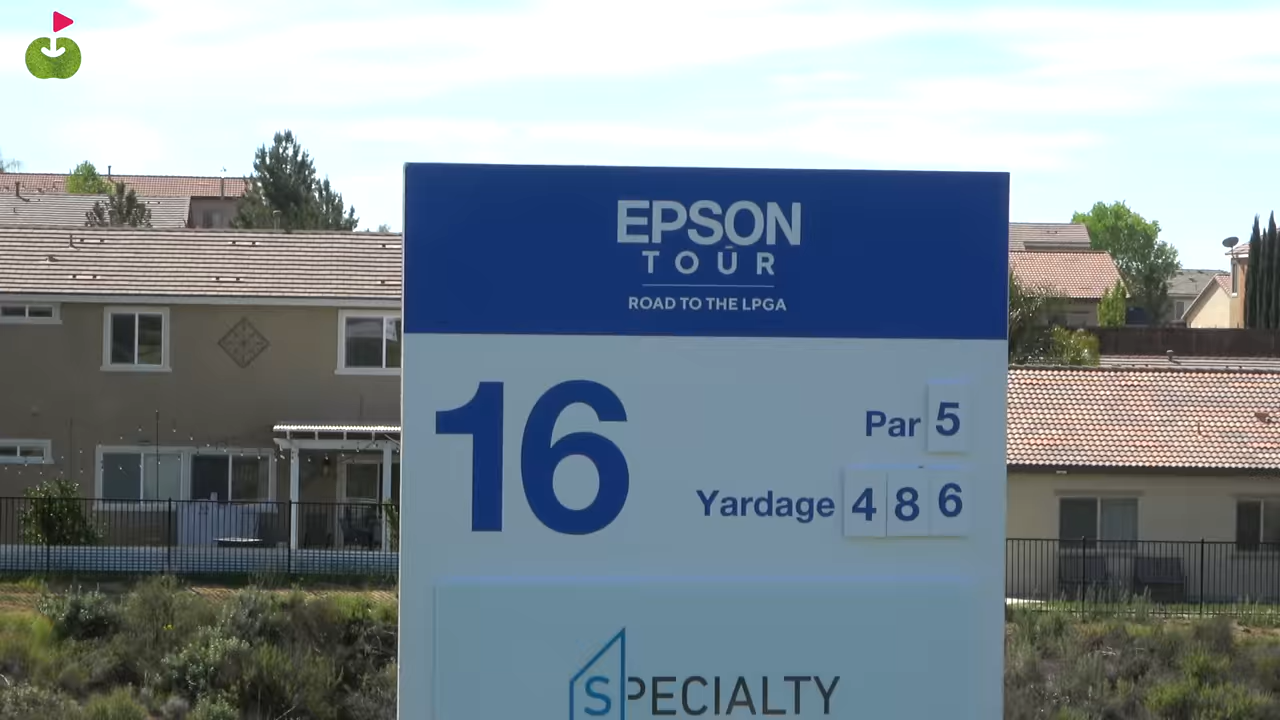 EPSON
TOUR
ROAD TO THE LPGA
16
Par 5
Yardage 486
SPECIALTY